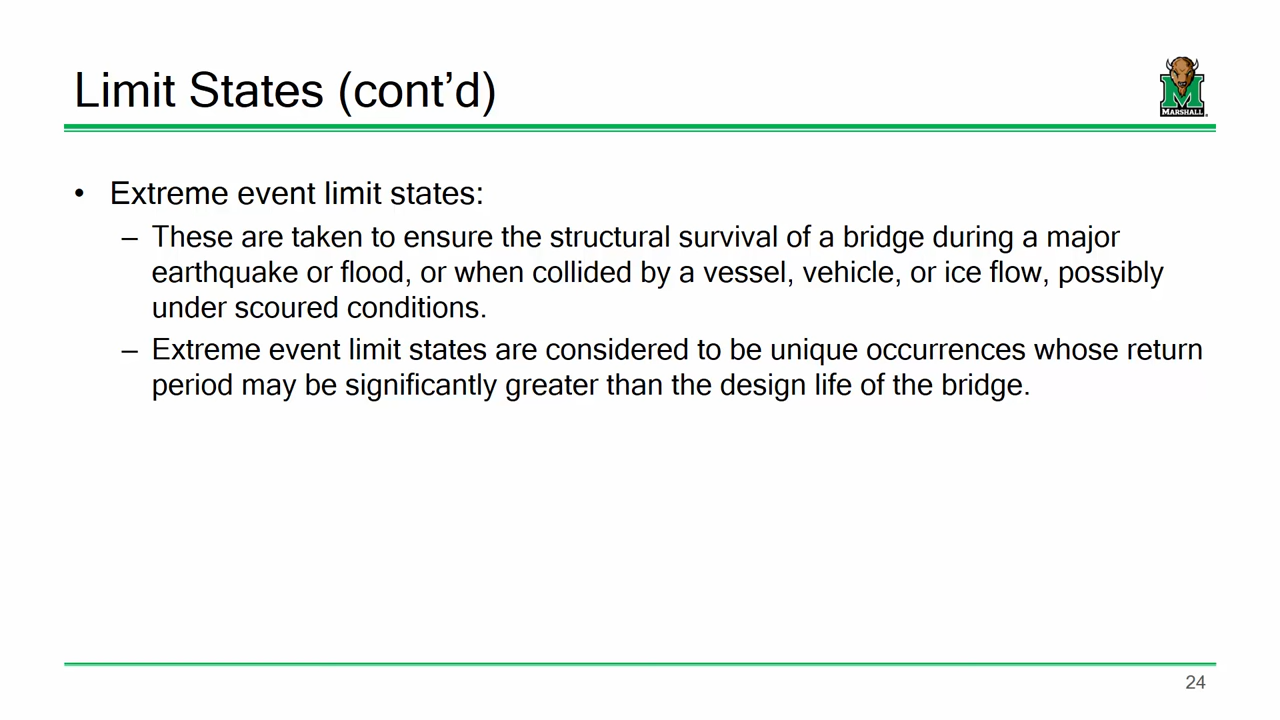 Limit States (cont’d)
MARSHALL
• Extreme event limit states:
– These are taken to ensure the structural survival of a bridge during a major
earthquake or flood, or when collided by a vessel, vehicle, or ice flow, possibly
under scoured conditions.
– Extreme event limit states are considered to be unique occurrences whose return
period may be significantly greater than the design life of the bridge.
24